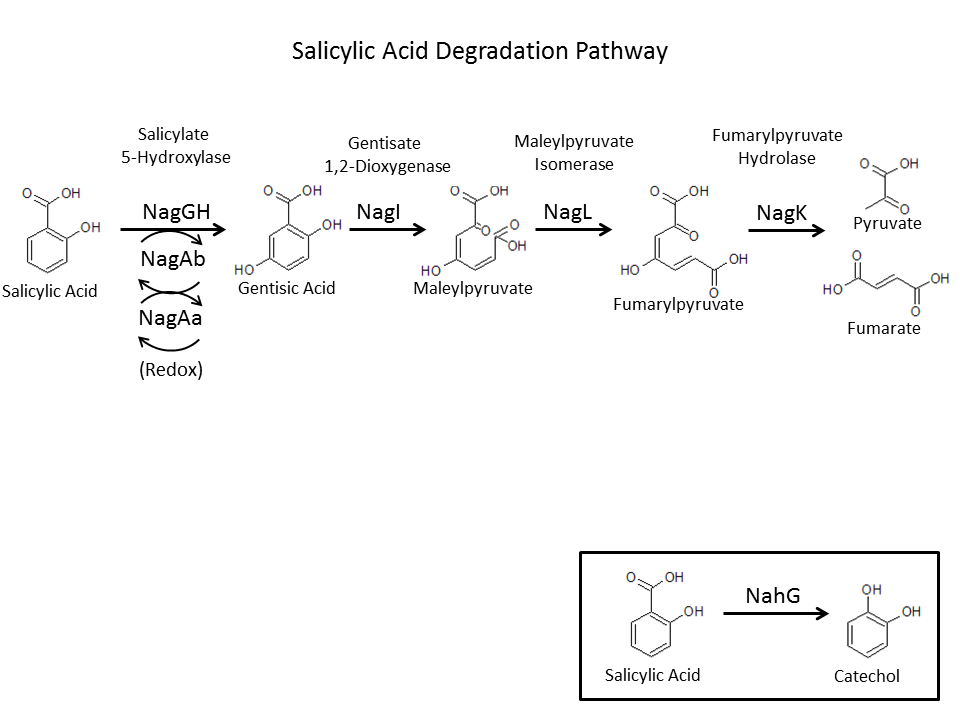 Salicylic Acid Degradation Pathway
Salicylate
5-Hydroxylase
Gentisate
1,2-Dioxygenase
Maleylpyruvate
Isomerase
Fumarylpyruvate
Hydrolase
O
OH
OH
Salicylic Acid
NagGH
NagAb
NagAa
(Redox)
O
OH
OH
HO
Gentisic Acid
NagI
O
OH
O
O
OH
HO
Maleylpyruvate
NagL
O
OH
O
HO
OH
O
Fumarylpyruvate
NagK
O
OH
O
Pyruvate
O
HO
OH
O
Fumarate
O
OH
OH
Salicylic Acid
NahG
OH
OH
Catechol